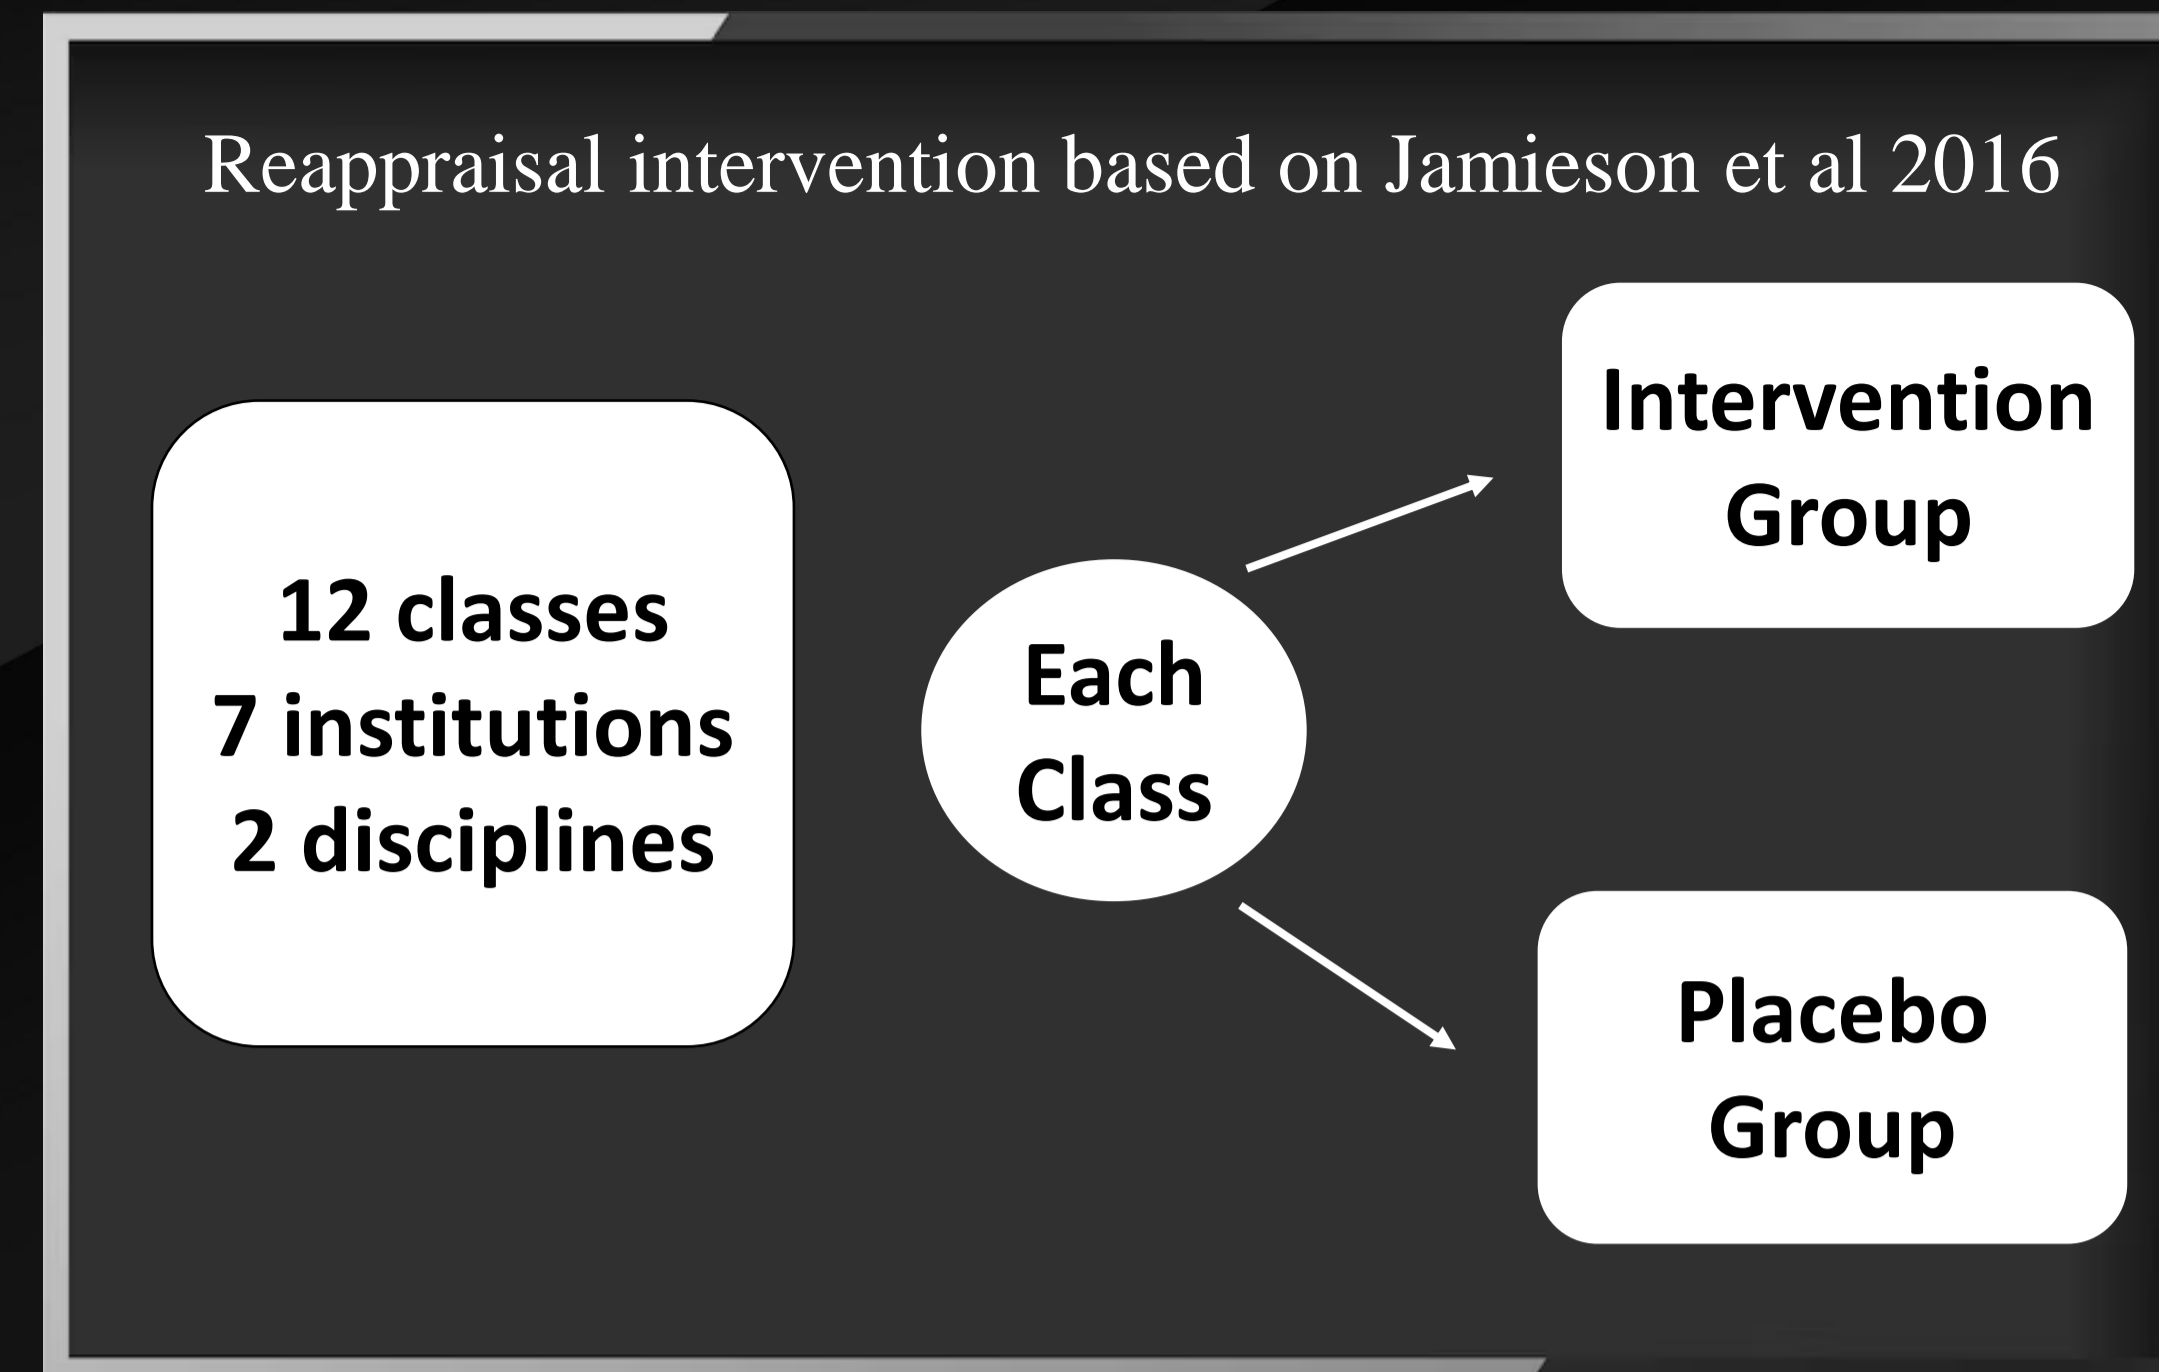 Reappraisal intervention based on Jamieson et al 2016
12 classes
7 institutions
2 disciplines
Each
Class
Intervention
Group
Placebo
Group